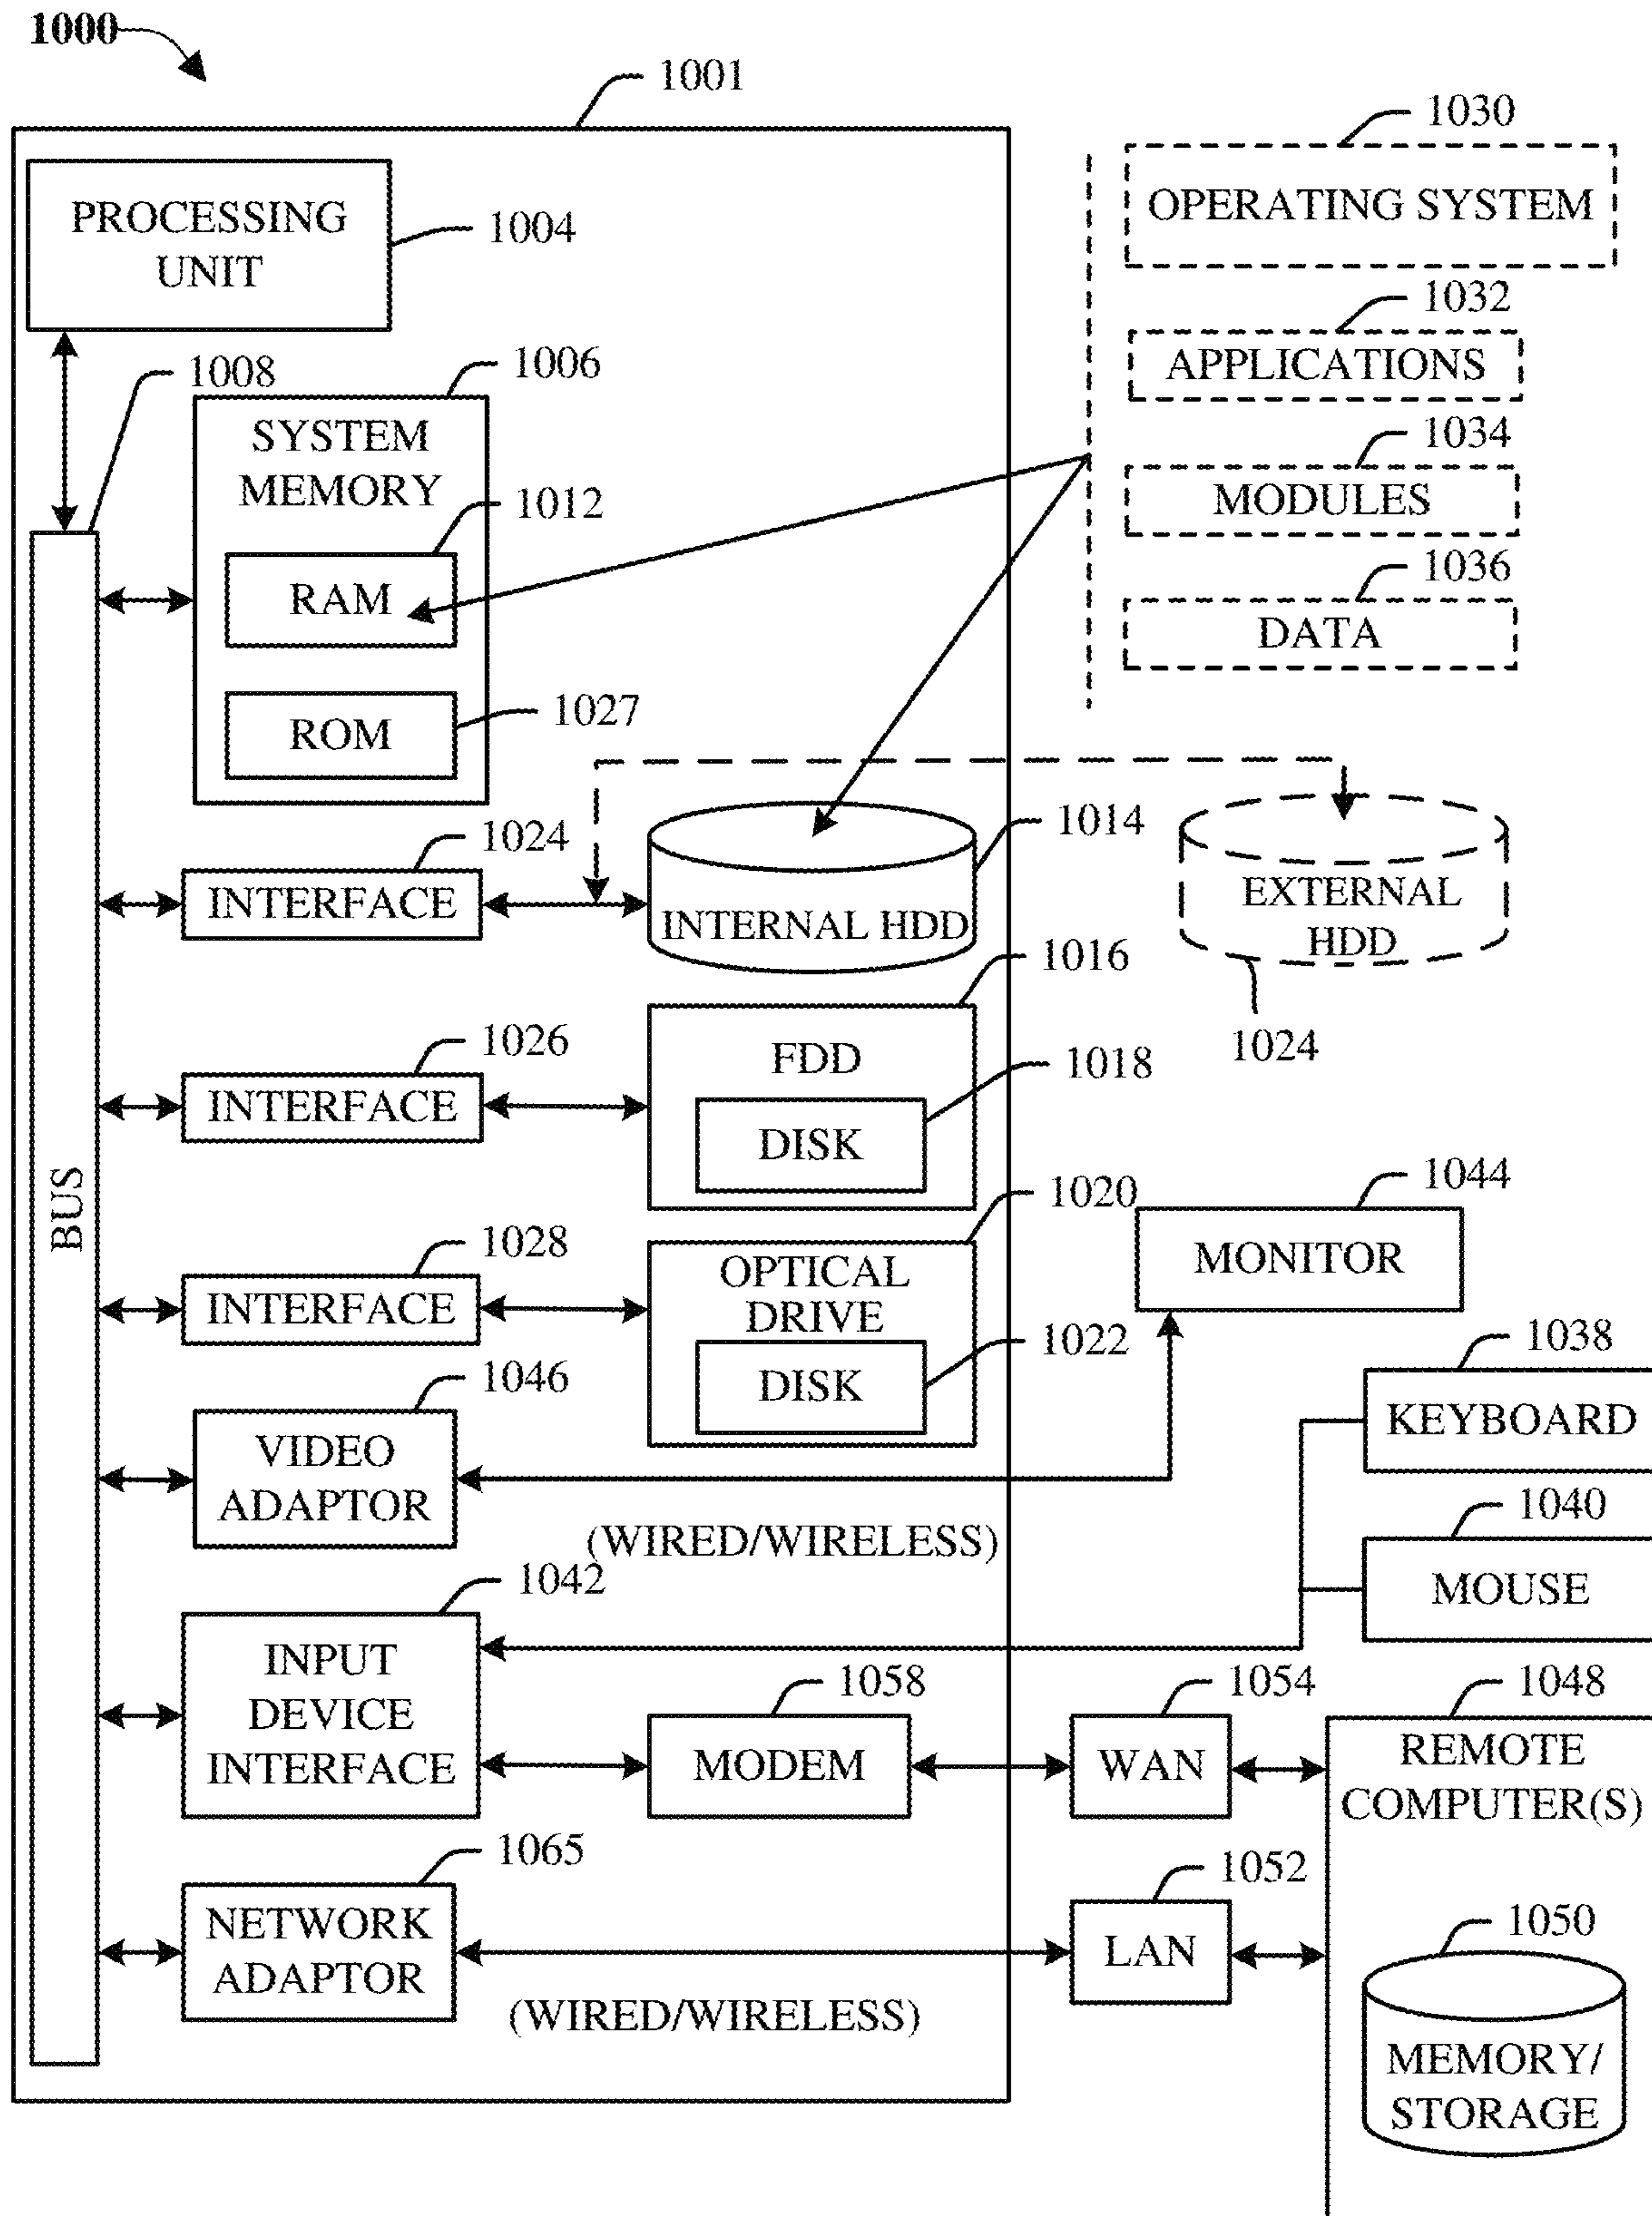 1000
1001
1030
PROCESSING
UNIT
1004
OPERATING SYSTEM
1032
APPLICATIONS
1008
1006
SYSTEM
MEMORY
1034
MODULES
1012
RAM
1036
DATA
1027
ROM
1024
INTERFACE
1014
INTERNAL HDD
EXTERNAL
HDD
1024
1016
FDD
1026
INTERFACE
1018
DISK
BUS
1020
1044
MONITOR
1028
INTERFACE
OPTICAL
DRIVE
1022
DISK
1038
KEYBOARD
1046
VIDEO
ADAPTOR
1040
MOUSE
(WIRED/WIRELESS)
1042
INPUT
DEVICE
INTERFACE
1058
MODEM
1054
WAN
1048
REMOTE
COMPUTER(S)
1065
NETWORK
ADAPTOR
1052
LAN
1050
MEMORY/
STORAGE
(WIRED/WIRELESS)